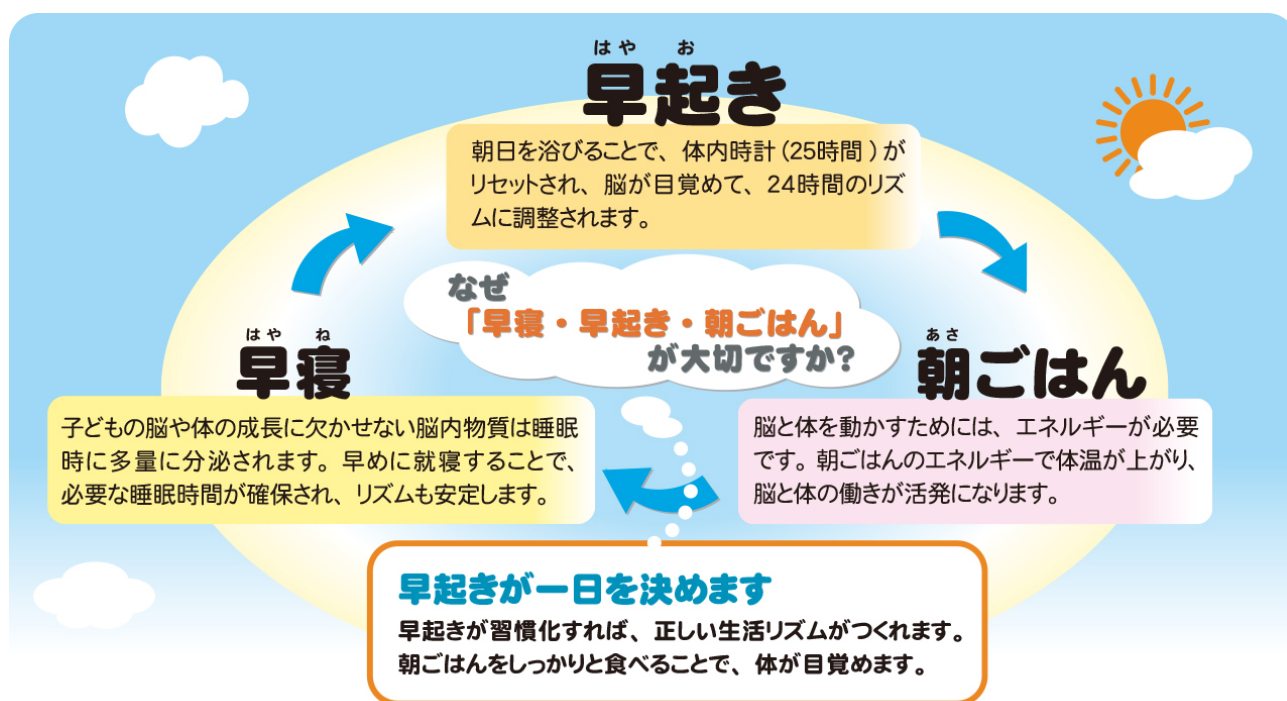 はや お
早起き
朝日を浴びることで、体内時計(25時間)が
リセットされ、脳が目覚めて、24時間のリズ
ムに調整されます。
なぜ
「早寝・早起き・朝ごはん」
が大切ですか?
はや ね
早寝
子どもの脳や体の成長に欠かせない脳内物質は睡眠
時に多量に分泌されます。早めに就寝することで、
必要な睡眠時間が確保され、リズムも安定します。
あさ
朝ごはん
脳と体を動かすためには、エネルギーが必要
です。朝ごはんのエネルギーで体温が上がり、
脳と体の働きが活発になります。
早起きが一日を決めます
早起きが習慣化すれば、正しい生活リズムがつくれます。
朝ごはんをしっかりと食べることで、体が目覚めます。